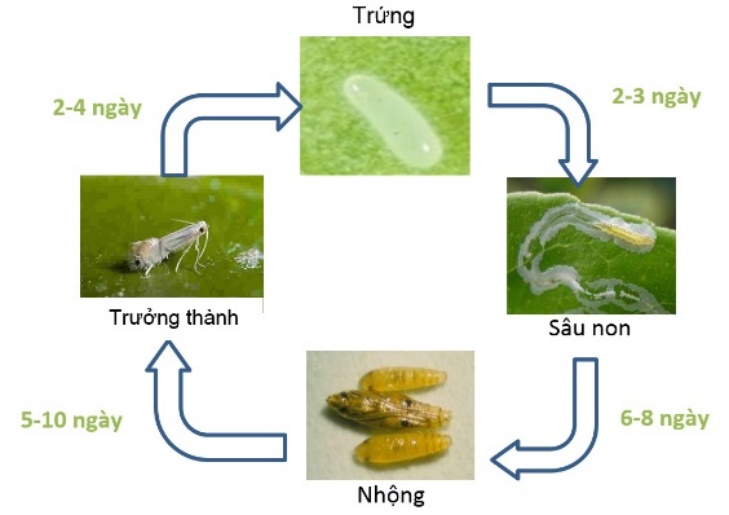 Trứng
2-4 ngày
2-3 ngày
Trưởng thành
Sâu non
5-10 ngày
6-8 ngày
Nhộng